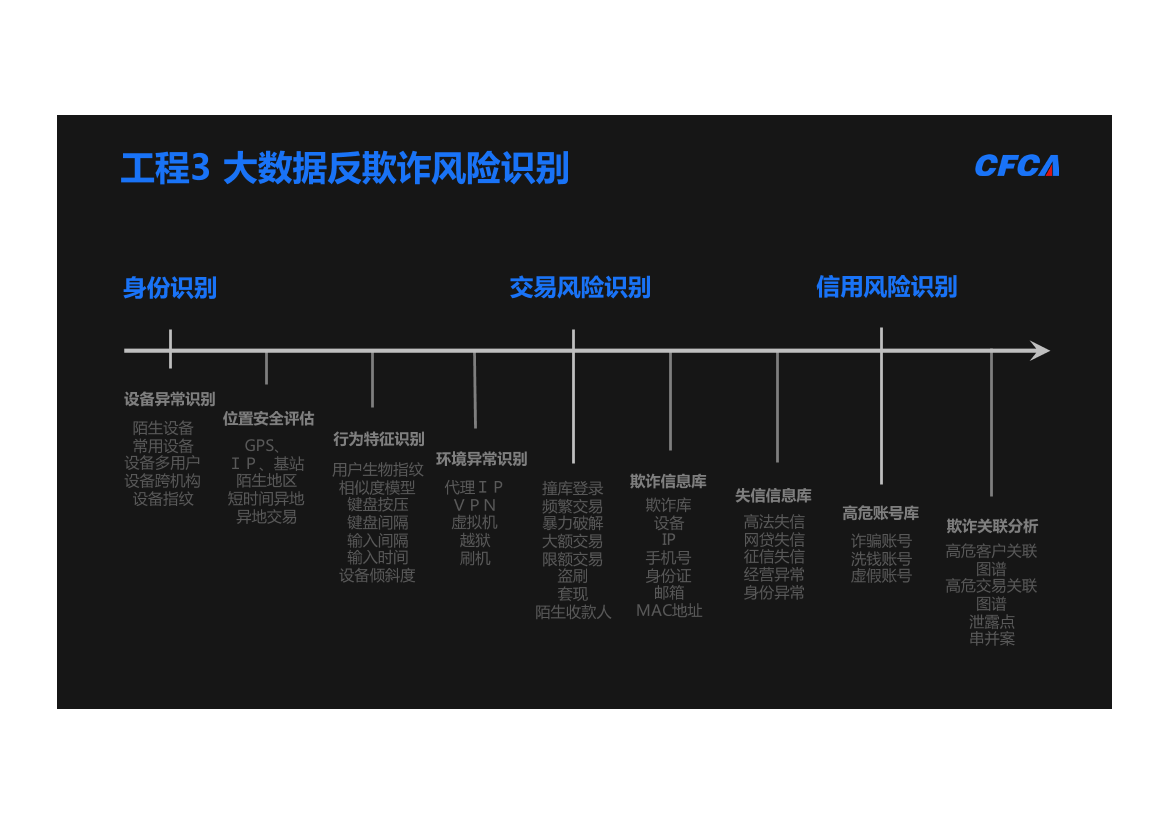 工程3 大数据反欺诈风险识别
CFCA
身份识别
交易风险识别
信用风险识别
设备异常识别
陌生设备
常用设备
设备多用户
设备跨机构
设备指纹
位置安全评估
GPS、
ＩＰ、基站
陌生地区
短时间异地
异地交易
行为特征识别
用户生物指纹
相似度模型
键盘按压
键盘间隔
输入间隔
输入时间
设备倾斜度
环境异常识别
代理ＩＰ
ＶＰＮ
虚拟机
越狱
刷机
撞库登录
频繁交易
暴力破解
大额交易
限额交易
盗刷
套现
陌生收款人
欺诈信息库
欺诈库
设备
IP
手机号
身份证
邮箱
MAC地址
失信信息库
高法失信
网贷失信
征信失信
经营异常
身份异常
高危账号库
诈骗账号
洗钱账号
虚假账号
欺诈关联分析
高危客户关联
图谱
高危交易关联
图谱
泄露点
串并案